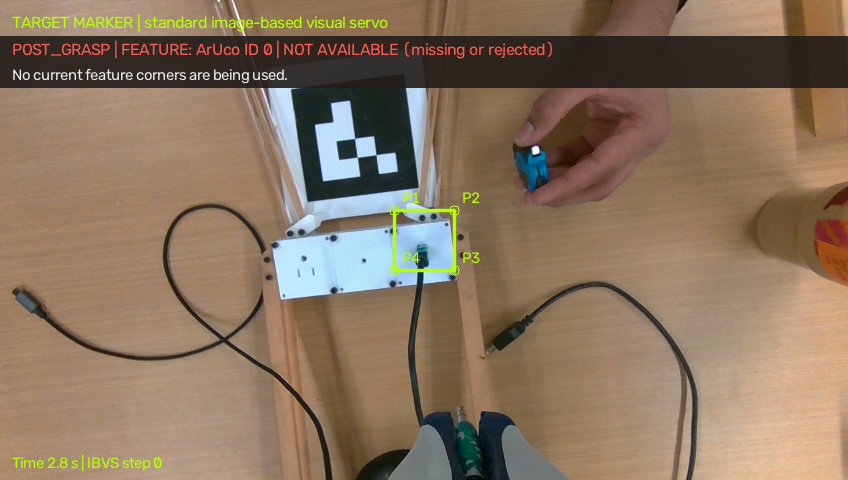 TARGET MARKER | standard image-based visual servo
POST_GRASP | FEATURE: ArUco ID 0 | NOT AVAILABLE (missing or rejected)
No current feature corners are being used.
P1 P2
P4 P3
Time 2.8 s | IBVS step 0